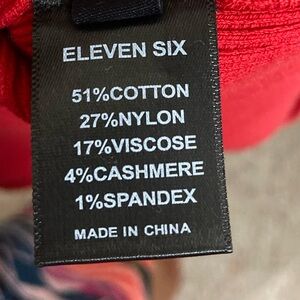 ELEVEN SIX
51%COTTON
27%NYLON
17%VISCOSE
4%CASHMERE
1%SPANDEX
MADE IN CHINA